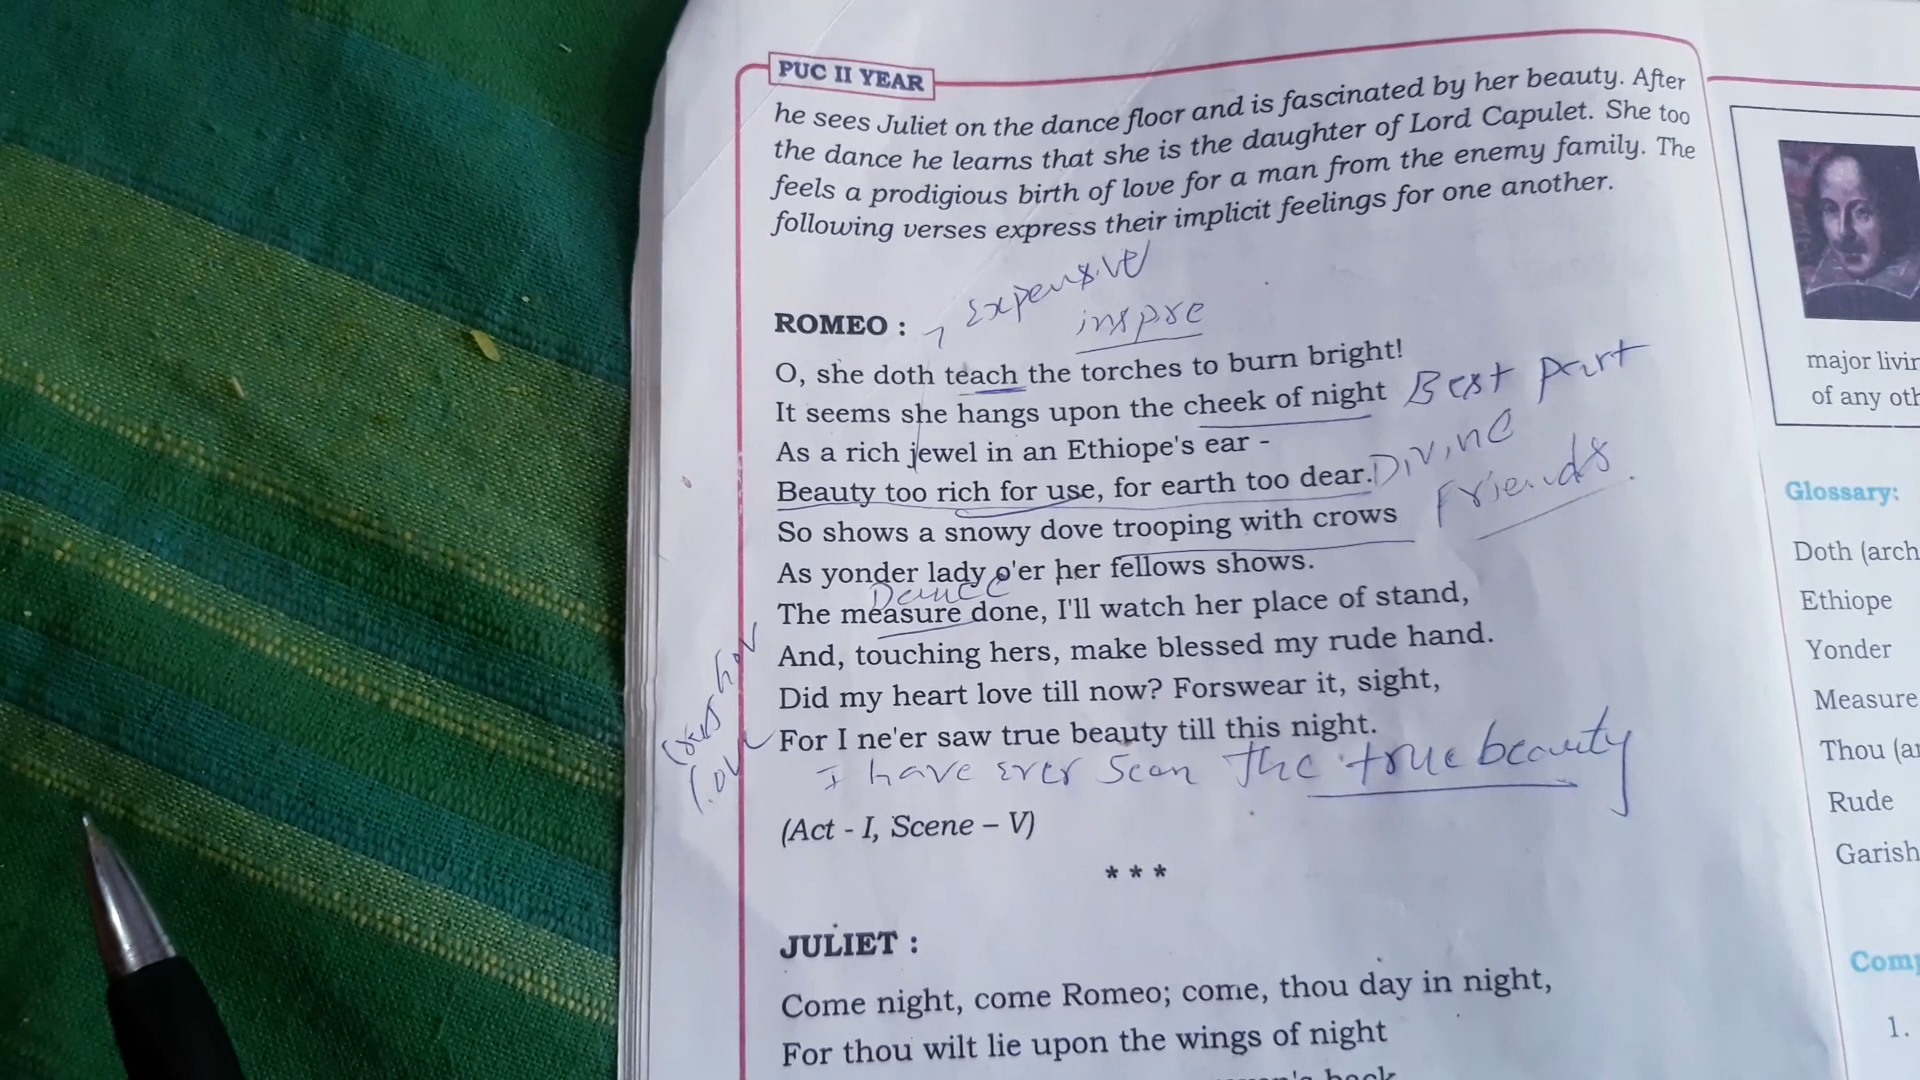 PUC II YEAR
he sees Juliet on the dance floor and is fascinated by her beauty. After
the dance he learns that she is the daughter of Lord Capulet. She too
feels a prodigious birth of love for a man from the enemy family. The
following verses express their implicit feelings for one another.
Expensive
ROMEO :
inspre
O, she doth teach the torches to burn bright!
It seems she hangs upon the cheek of night Best part
As a rich jewel in an Ethiope's ear -
Beauty too rich for use, for earth too dear. Divine
Friends
So shows a snowy dove trooping with crows
As yonder lady o'er her fellows shows.
Dance
The measure done, I'll watch her place of stand,
And, touching hers, make blessed my rude hand.
Did my heart love till now? Forswear it, sight,
For I ne'er saw true beauty till this night.
I have ever seen the true beauty
(Act - I, Scene – V)
* * *
JULIET :
Come night, come Romeo; come, thou day in night,
For thou wilt lie upon the wings of night
back
major livin
of any oth
Glossary:
Doth (arch
Ethiope
Yonder
Measure
Thou (ar
Rude
Garish
Comp
1.